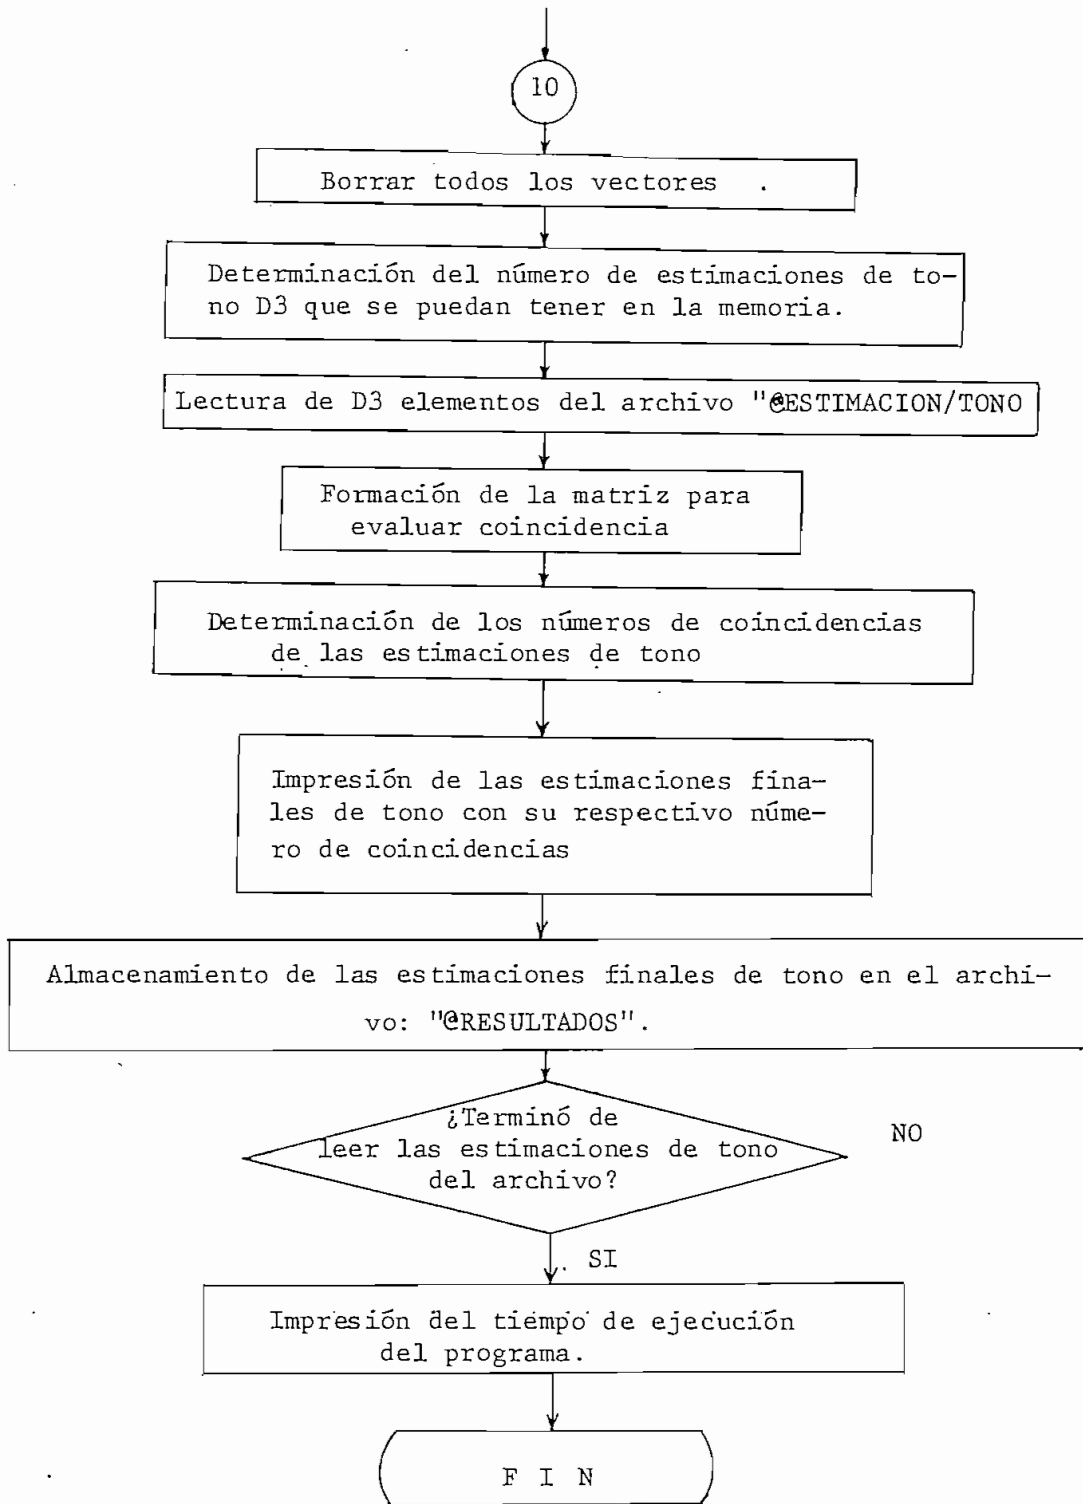 10
Borrar todos los vectores .
Determinación del número de estimaciones de to-
no D3 que se puedan tener en la memoria.
Lectura de D3 elementos del archivo "@ESTIMACION/TONO
Formación de la matriz para
evaluar coincidencia
Determinación de los números de coincidencias
de las estimaciones de tono
Impresión de las estimaciones fina-
les de tono con su respectivo núme-
ro de coincidencias
Almacenamiento de las estimaciones finales de tono en el archi-
vo: "@RESULTADOS".
¿Terminó de
leer las estimaciones de tono
del archivo?
NO
SI
Impresión del tiempo de ejecución
del programa.
F I N